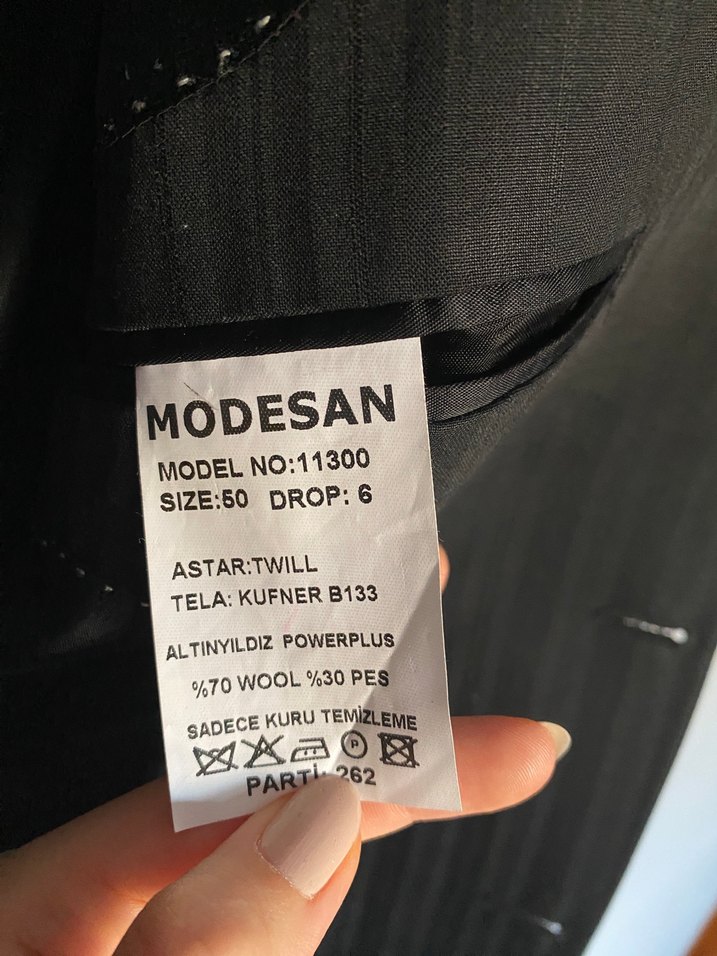 MODESAN
MODEL NO:11300
SIZE:50 DROP: 6
ASTAR:TWILL
TELA: KUFNER B133
ALTINYILDIZ POWERPLUS
%70 WOOL %30 PES
SADECE KURU TEMİZLEME
P
PARTİ: 262